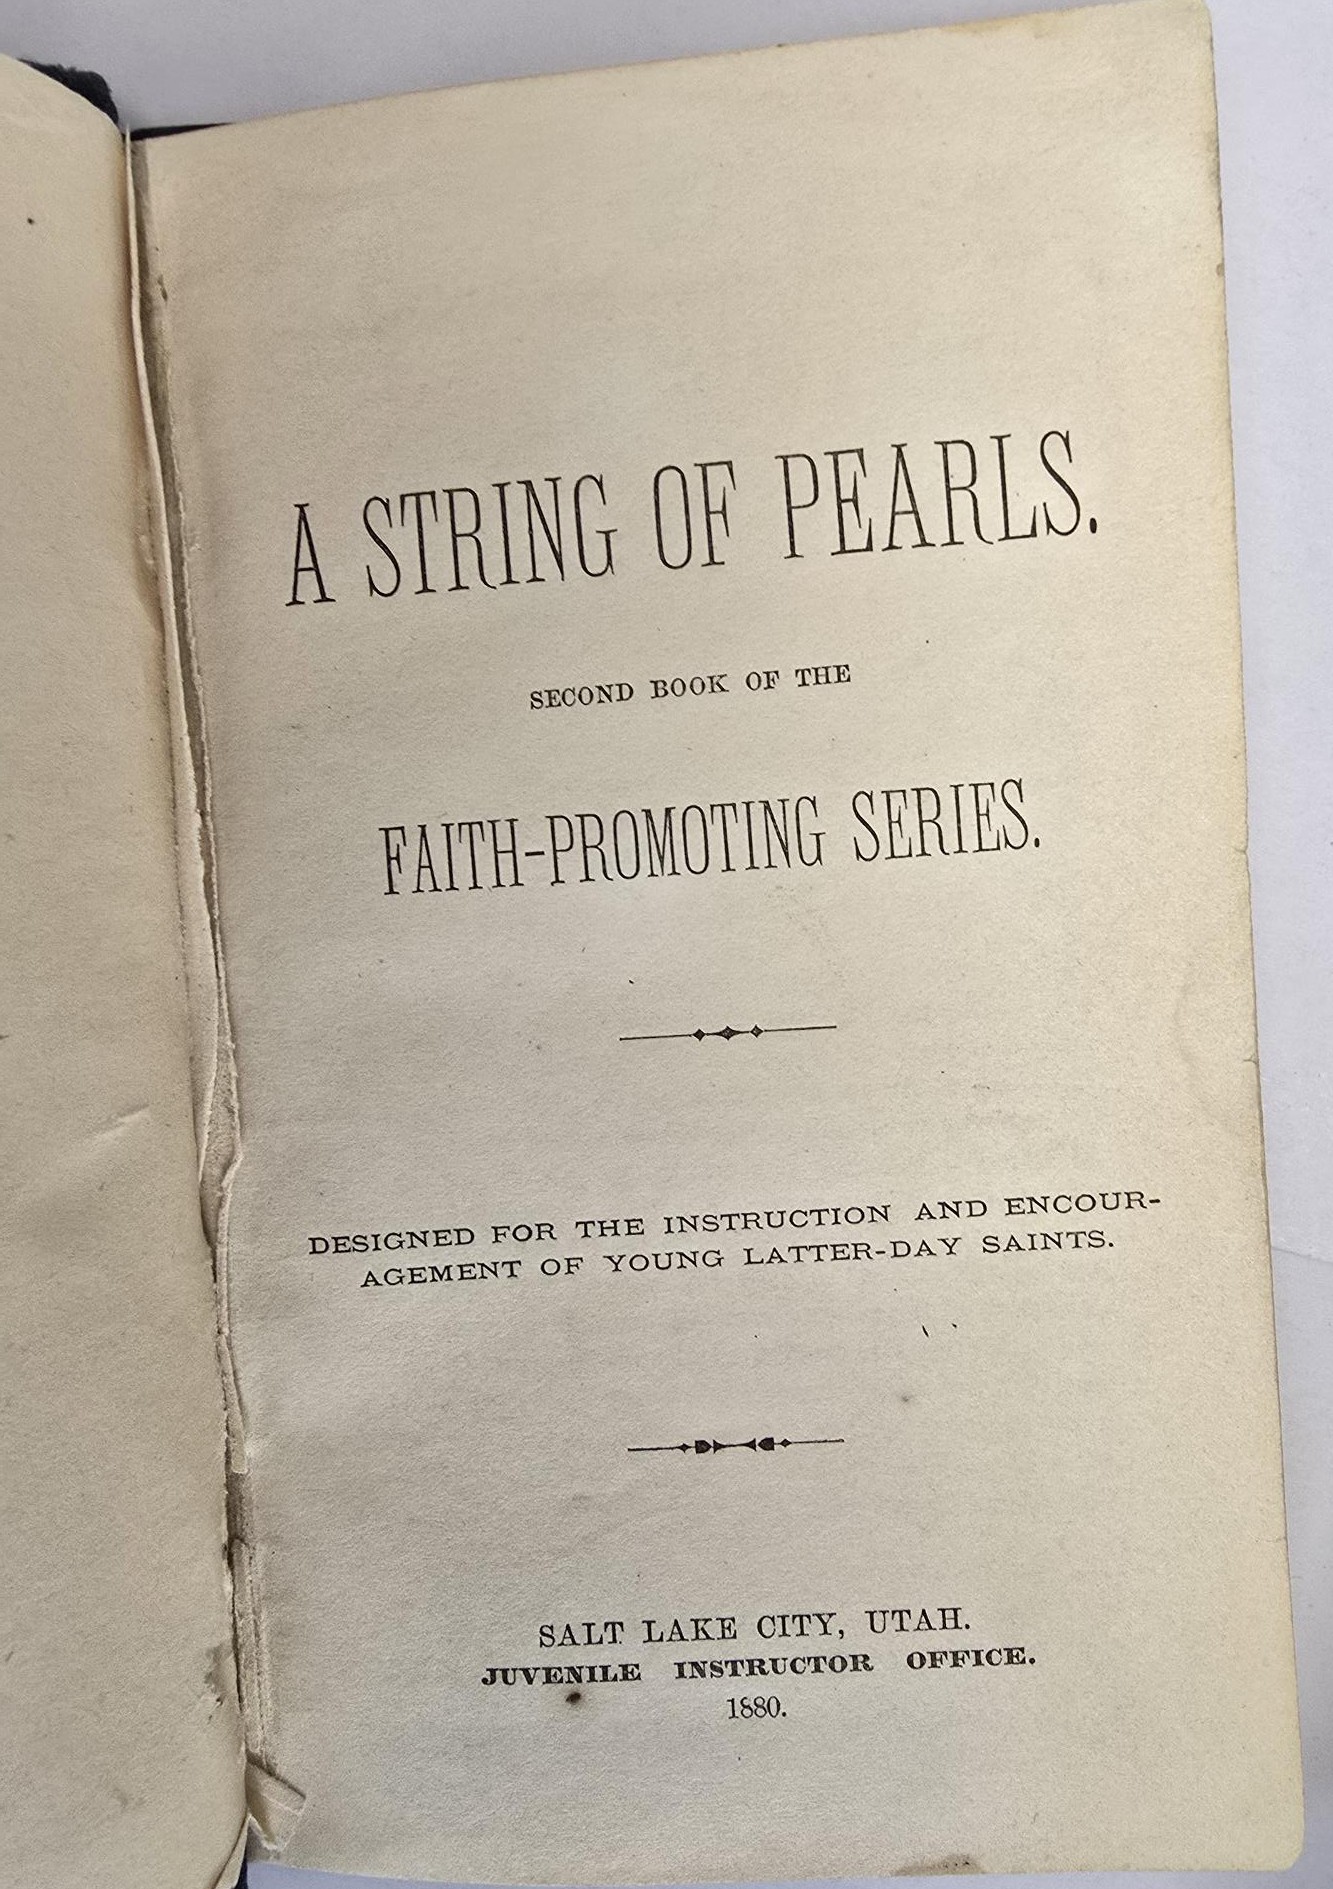 A STRING OF PEARLS.
SECOND BOOK OF THE
FAITH-PROMOTING SERIES.
DESIGNED FOR THE INSTRUCTION AND ENCOUR-
AGEMENT OF YOUNG LATTER-DAY SAINTS.
SALT LAKE CITY, UTAH.
JUVENILE INSTRUCTOR OFFICE.
1880.